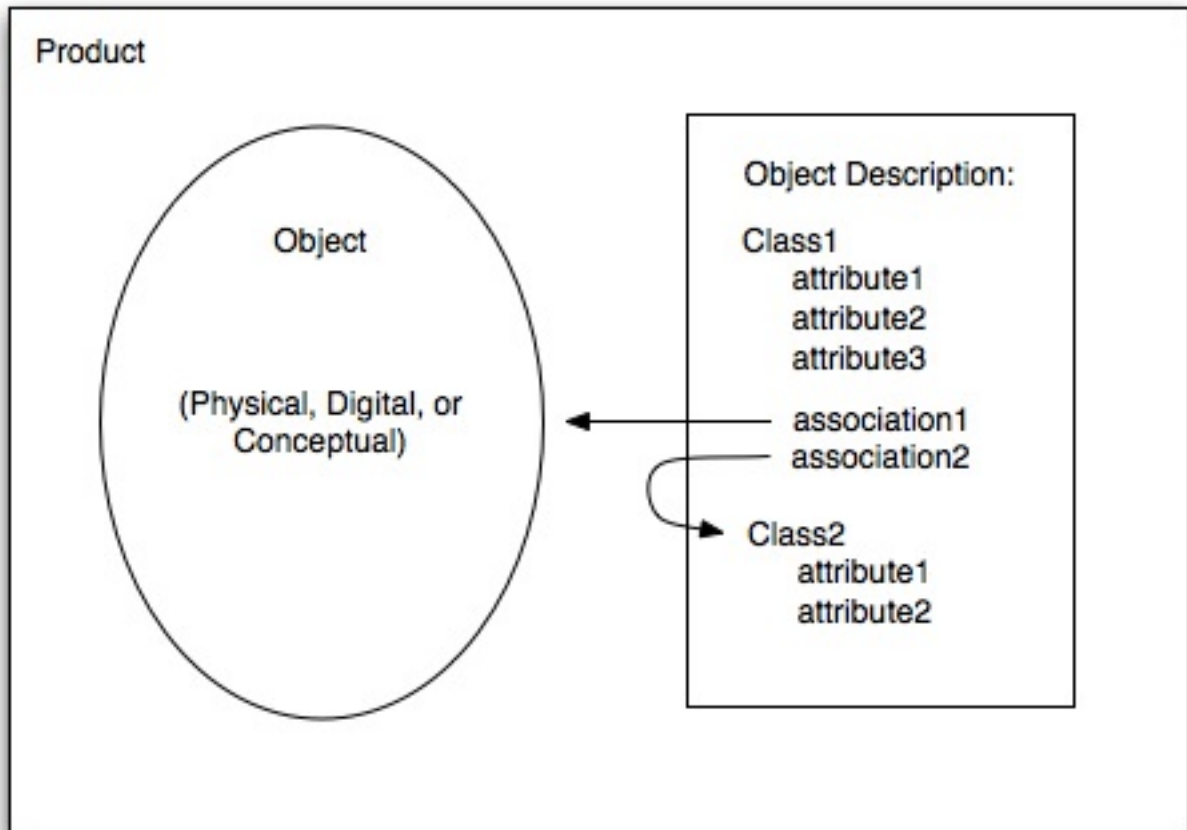 Product
Object
(Physical, Digital, or
Conceptual)
Object Description:
Class1
attribute1
attribute2
attribute3
association1
association2
Class2
attribute1
attribute2